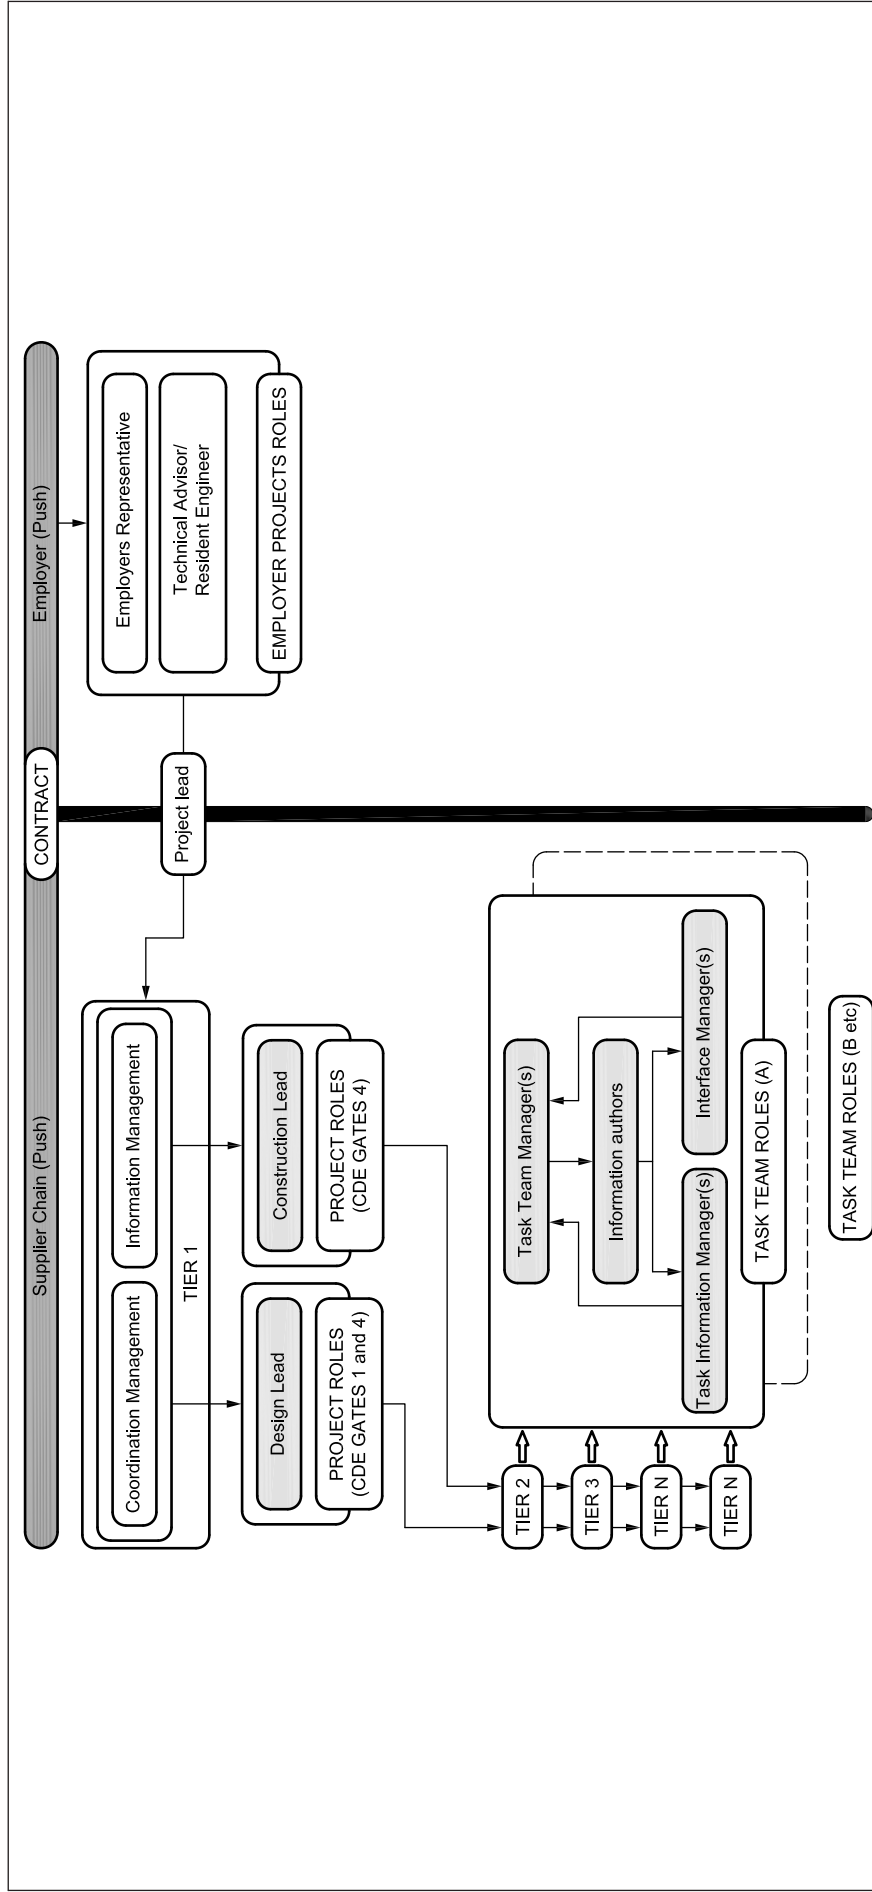 Supplier Chain (Push)
CONTRACT
Employer (Push)
Coordination Management
Information Management
TIER 1
Project lead
Employers Representative
Technical Advisor/
Resident Engineer
EMPLOYER PROJECTS ROLES
Design Lead
PROJECT ROLES
(CDE GATES 1 and 4)
Construction Lead
PROJECT ROLES
(CDE GATES 4)
TIER 2
TIER 3
TIER N
TIER N
Task Team Manager(s)
Information authors
Task Information Manager(s)
Interface Manager(s)
TASK TEAM ROLES (A)
TASK TEAM ROLES (B etc)